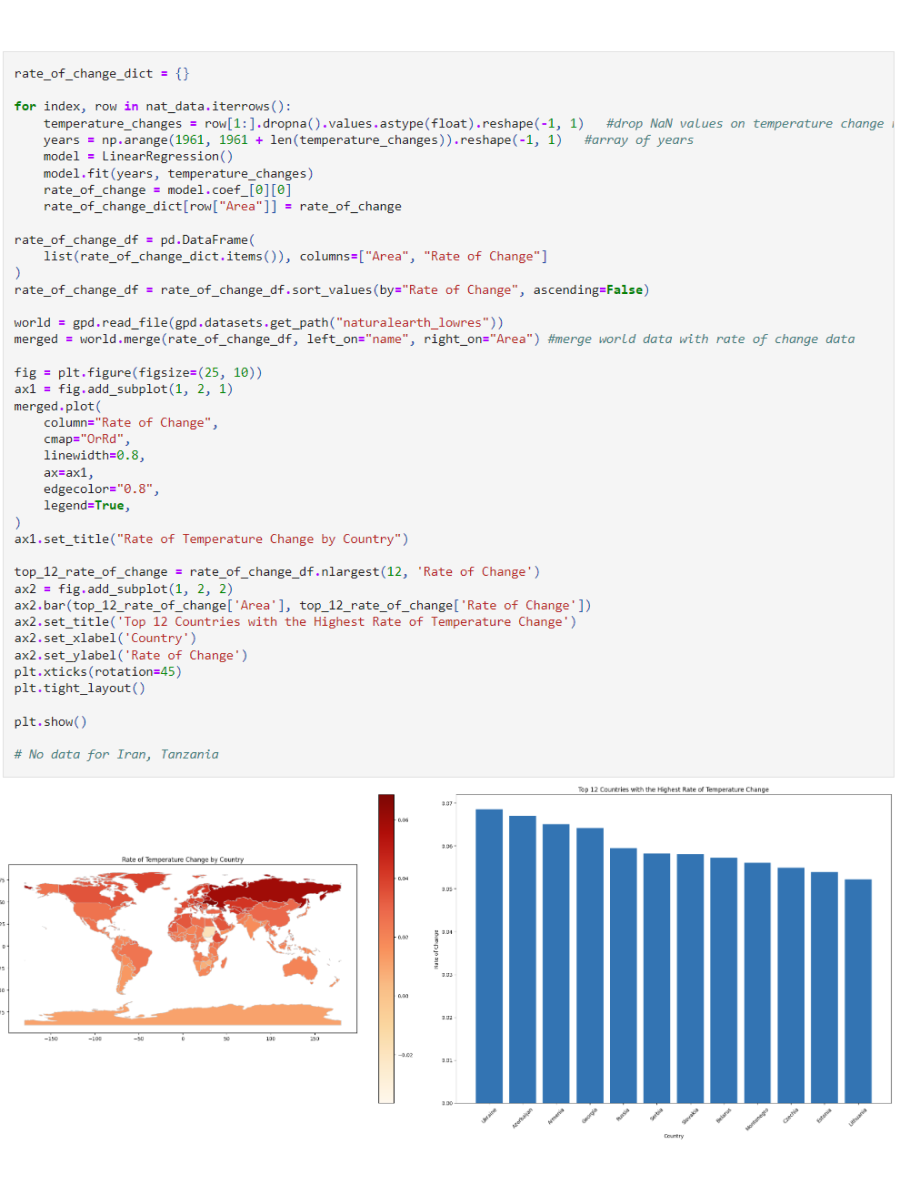 rate_of_change_dict = {}
for index, row in nat_data.iterrows():
    temperature_changes = row[1:].dropna().values.astype(float).reshape(-1, 1)   #drop NaN values on temperature change
    years = np.arange(1961, 1961 + len(temperature_changes)).reshape(-1, 1)   #array of years
    model = LinearRegression()
    model.fit(years, temperature_changes)
    rate_of_change = model.coef_[0][0]
    rate_of_change_dict[row["Area"]] = rate_of_change
rate_of_change_df = pd.DataFrame(
    list(rate_of_change_dict.items()), columns=["Area", "Rate of Change"]
)
rate_of_change_df = rate_of_change_df.sort_values(by="Rate of Change", ascending=False)
world = gpd.read_file(gpd.datasets.get_path("naturalearth_lowres"))
merged = world.merge(rate_of_change_df, left_on="name", right_on="Area") #merge world data with rate of change data
fig = plt.figure(figsize=(25, 10))
ax1 = fig.add_subplot(1, 2, 1)
merged.plot(
    column="Rate of Change",
    cmap="OrRd",
    linewidth=0.8,
    ax=ax1,
    edgecolor="0.8",
    legend=True,
)
ax1.set_title("Rate of Temperature Change by Country")
top_12_rate_of_change = rate_of_change_df.nlargest(12, 'Rate of Change')
ax2 = fig.add_subplot(1, 2, 2)
ax2.bar(top_12_rate_of_change['Area'], top_12_rate_of_change['Rate of Change'])
ax2.set_title('Top 12 Countries with the Highest Rate of Temperature Change')
ax2.set_xlabel('Country')
ax2.set_ylabel('Rate of Change')
plt.xticks(rotation=45)
plt.tight_layout()
plt.show()
# No data for Iran, Tanzania
Rate of Temperature Change by Country
−150 −100 −50 0 50 100 150
0.06
0.04
0.02
0.00
−0.02
Top 12 Countries with the Highest Rate of Temperature Change
0.07
0.06
0.05
0.04
0.03
0.02
0.01
0.00
Rate of Change
Ukraine Azerbaijan Armenia Georgia Russia Serbia Slovakia Belarus Montenegro Czechia Estonia Lithuania
Country